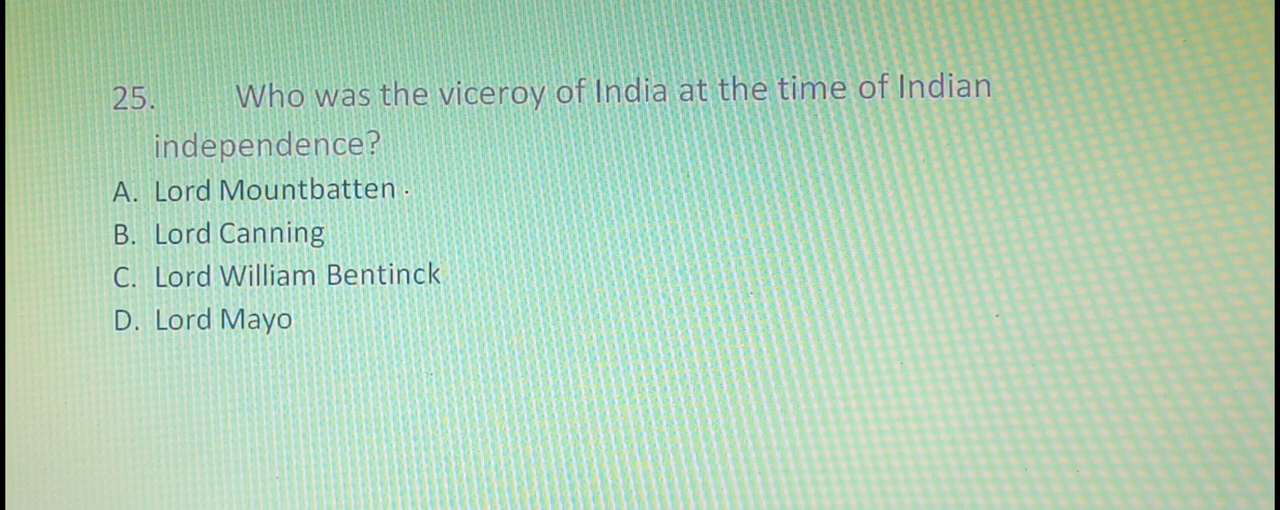 25. Who was the viceroy of India at the time of Indian
independence?
A. Lord Mountbatten .
B. Lord Canning
C. Lord William Bentinck
D. Lord Mayo